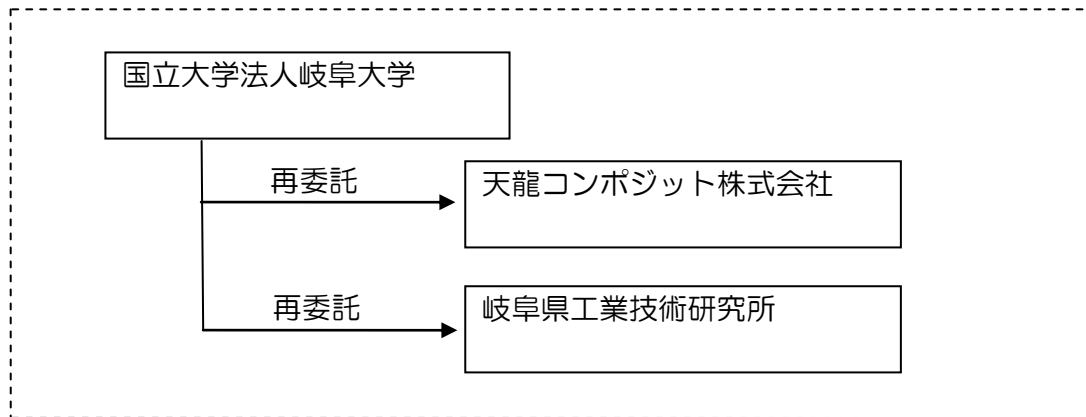 国立大学法人岐阜大学
再委託
天龍コンポジット株式会社
再委託
岐阜県工業技術研究所